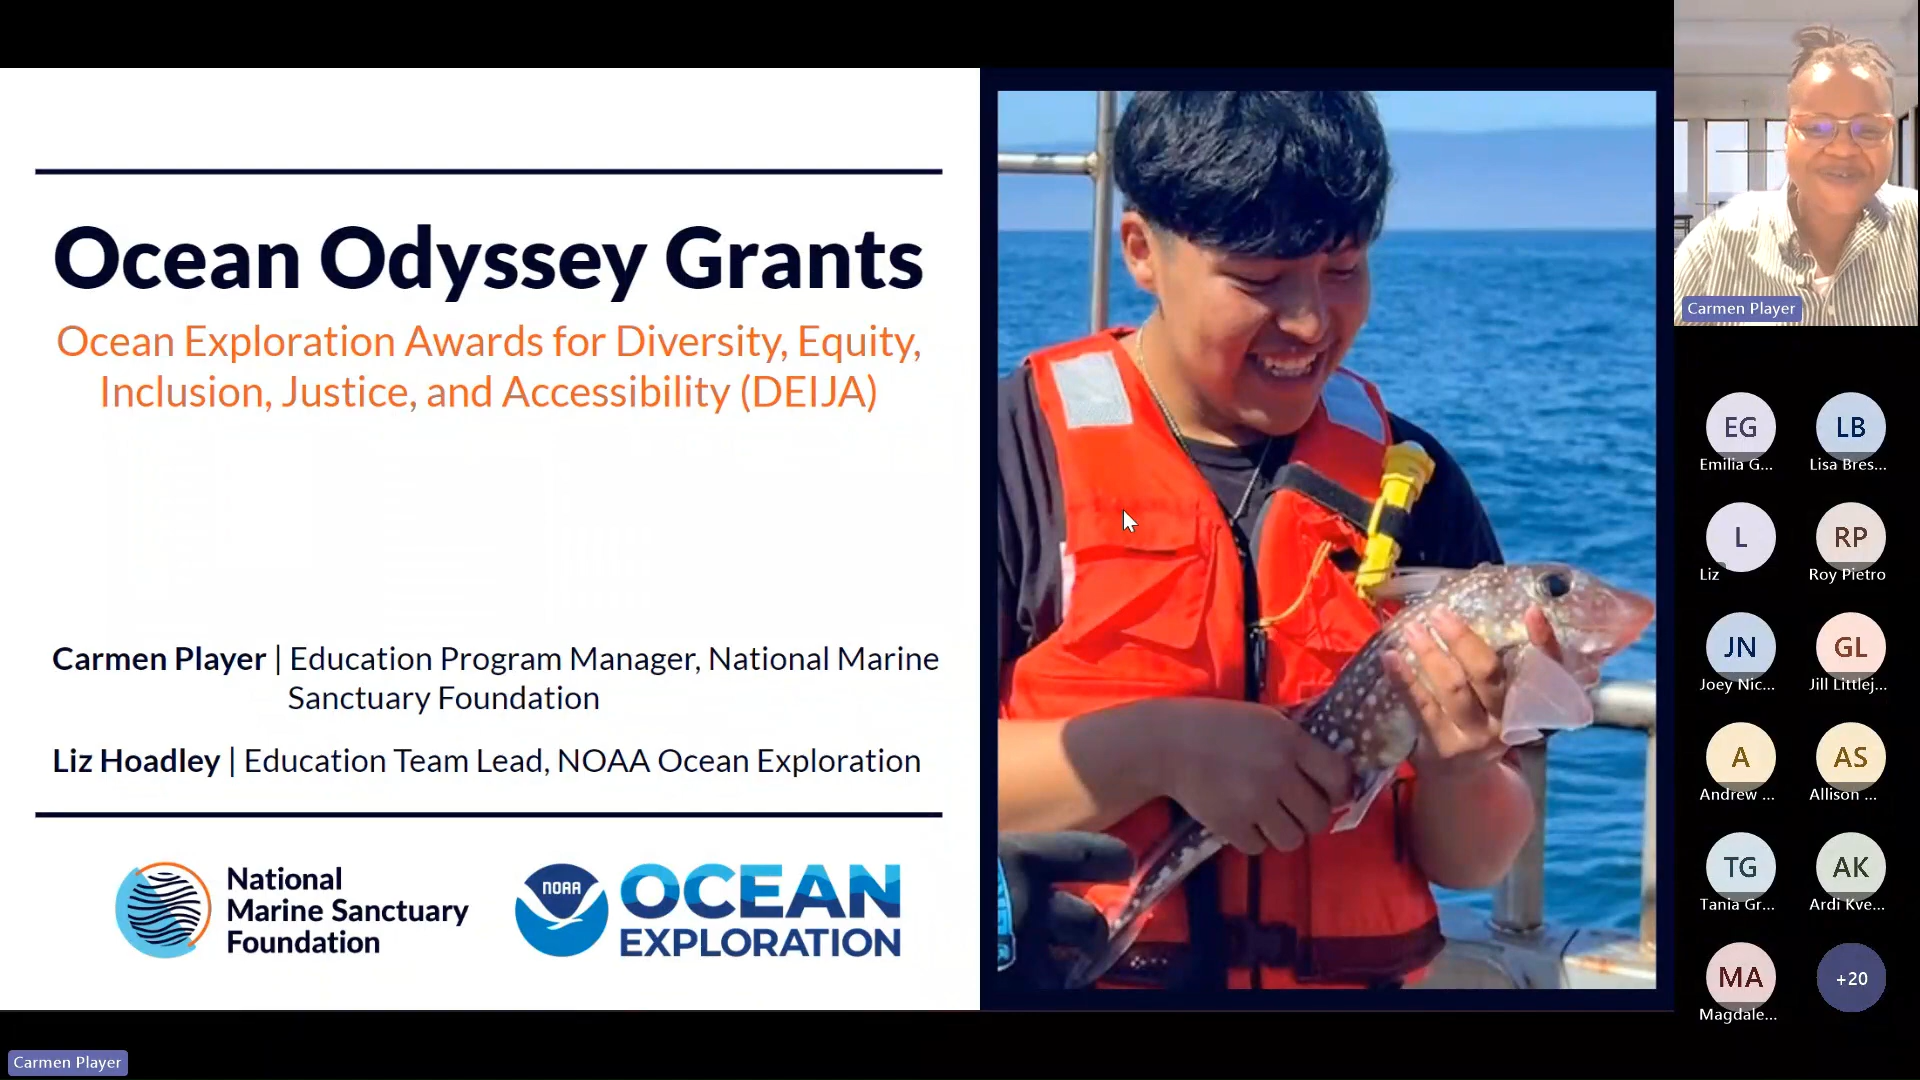 Ocean Odyssey Grants
Ocean Exploration Awards for Diversity, Equity,
Inclusion, Justice, and Accessibility (DEIJA)
Carmen Player | Education Program Manager, National Marine
Sanctuary Foundation
Liz Hoadley | Education Team Lead, NOAA Ocean Exploration
National
Marine Sanctuary
Foundation
NOAA
OCEAN
EXPLORATION
Carmen Player
Carmen Player
EG
Emilia G...
LB
Lisa Bres...
L
Liz
RP
Roy Pietro
JN
Joey Nic...
GL
Jill Littlej...
A
Andrew ...
AS
Allison ...
TG
Tania Gr...
AK
Ardi Kve...
MA
Magdale...
+20